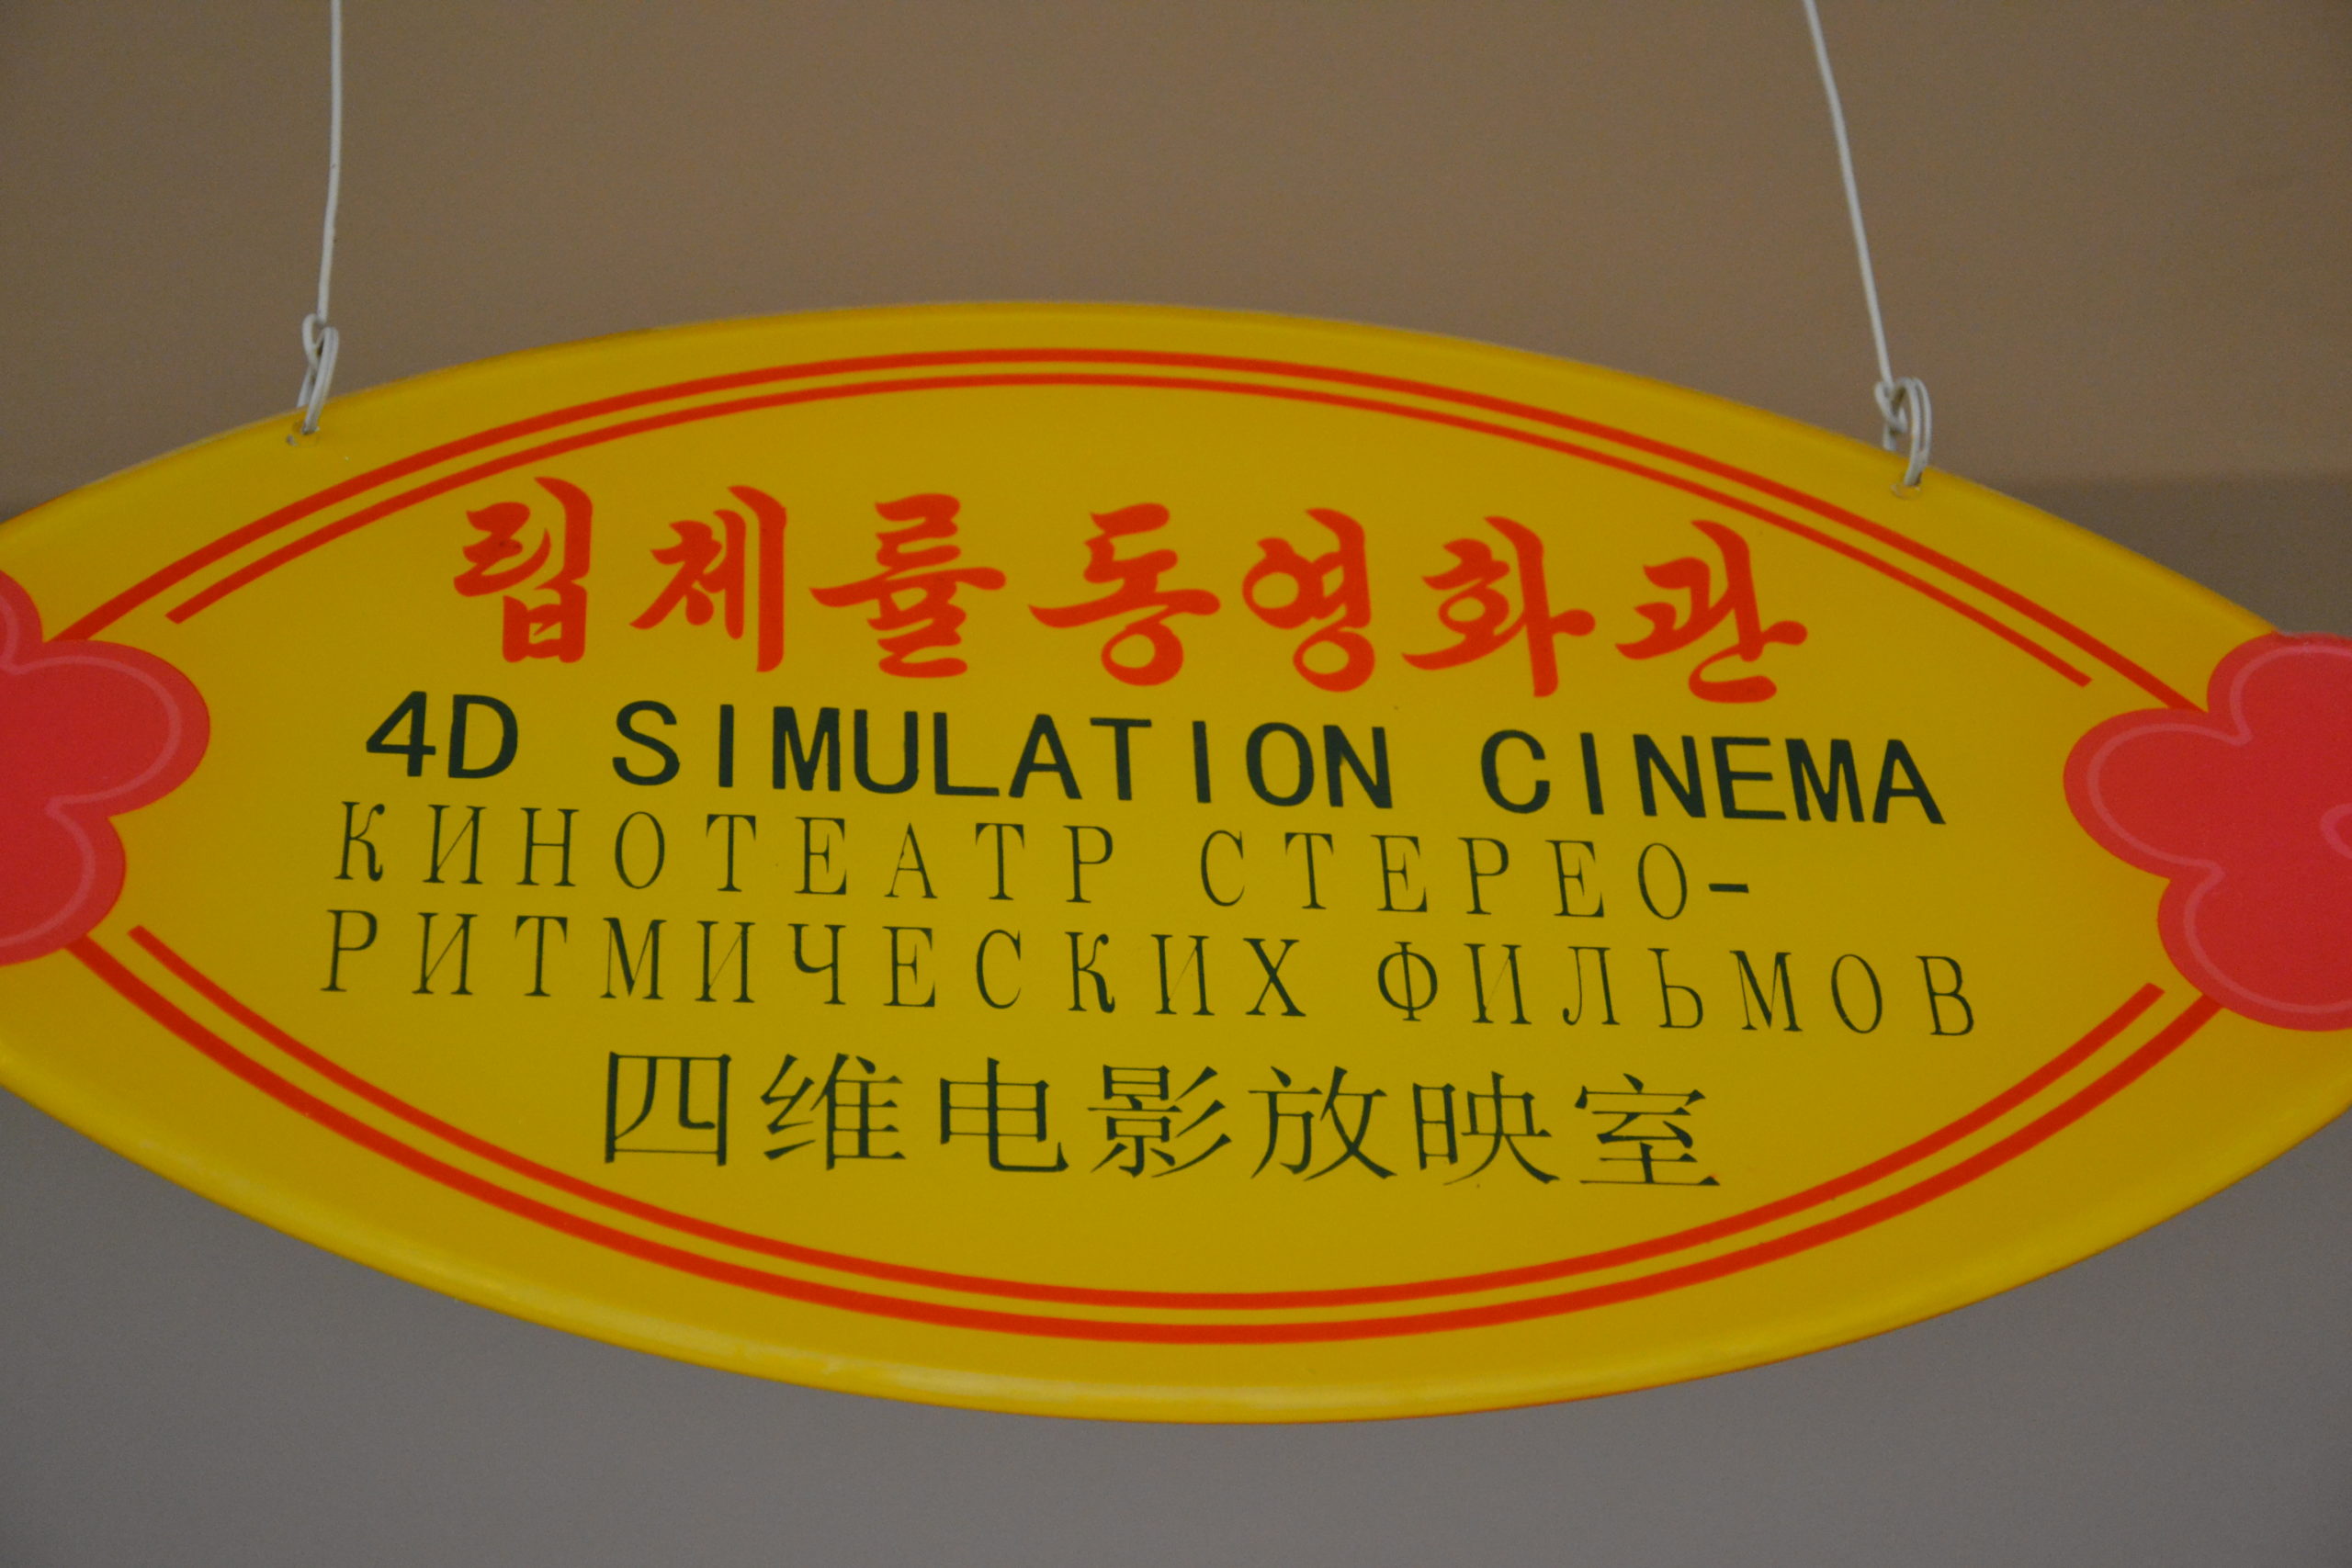 립체률동영화관
4D SIMULATION CINEMA
КИНОТЕАТР СТЕРЕО-
РИТМИЧЕСКИХ ФИЛЬМОВ
四维电影放映室